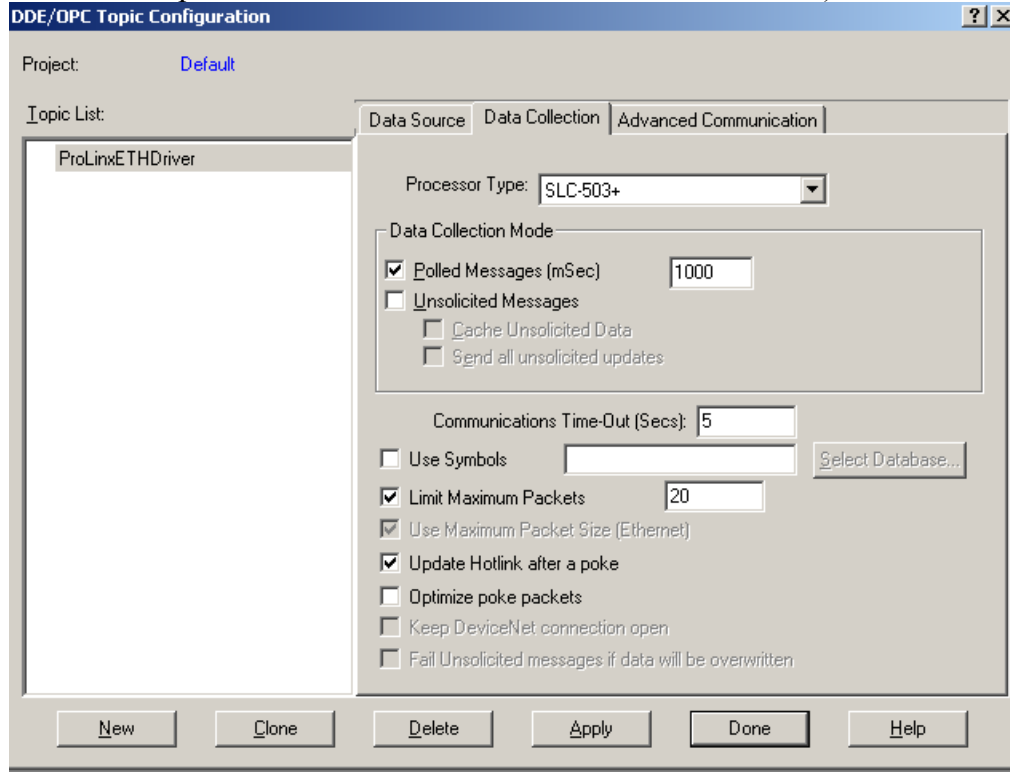 DDE/OPC Topic Configuration
Project: Default
Topic List:
ProLinxETHDriver
Data Source Data Collection Advanced Communication
Processor Type: SLC-503+
Data Collection Mode
Polled Messages (mSec) 1000
Unsolicited Messages
Cache Unsolicited Data
Send all unsolicited updates
Communications Time-Out (Secs): 5
Use Symbols Select Database...
Limit Maximum Packets 20
Use Maximum Packet Size (Ethernet)
Update Hotlink after a poke
Optimize poke packets
Keep DeviceNet connection open
Fail Unsolicited messages if data will be overwritten
New Clone Delete Apply Done Help